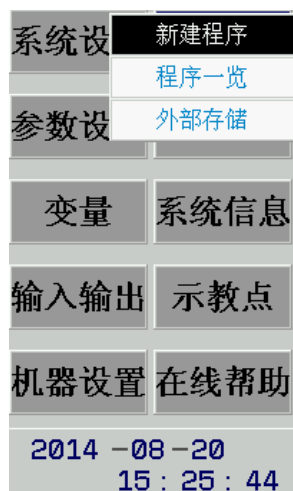 系统设
新建程序
程序一览
参数设
外部存储
变量
系统信息
输入输出
示教点
机器设置
在线帮助
2014-08-20
15:25:44